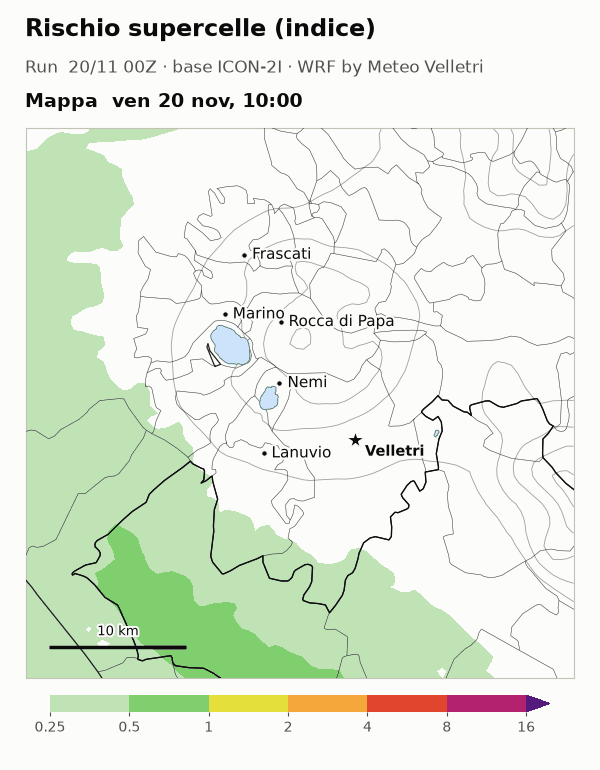 Rischio supercelle (indice)
Run  20/11 00Z · base ICON-2I · WRF by Meteo Velletri
Mappa  ven 20 nov, 10:00
Frascati
Marino
Rocca di Papa
Nemi
Velletri
Lanuvio
10 km
0.25 0.5 1 2 4 8 16